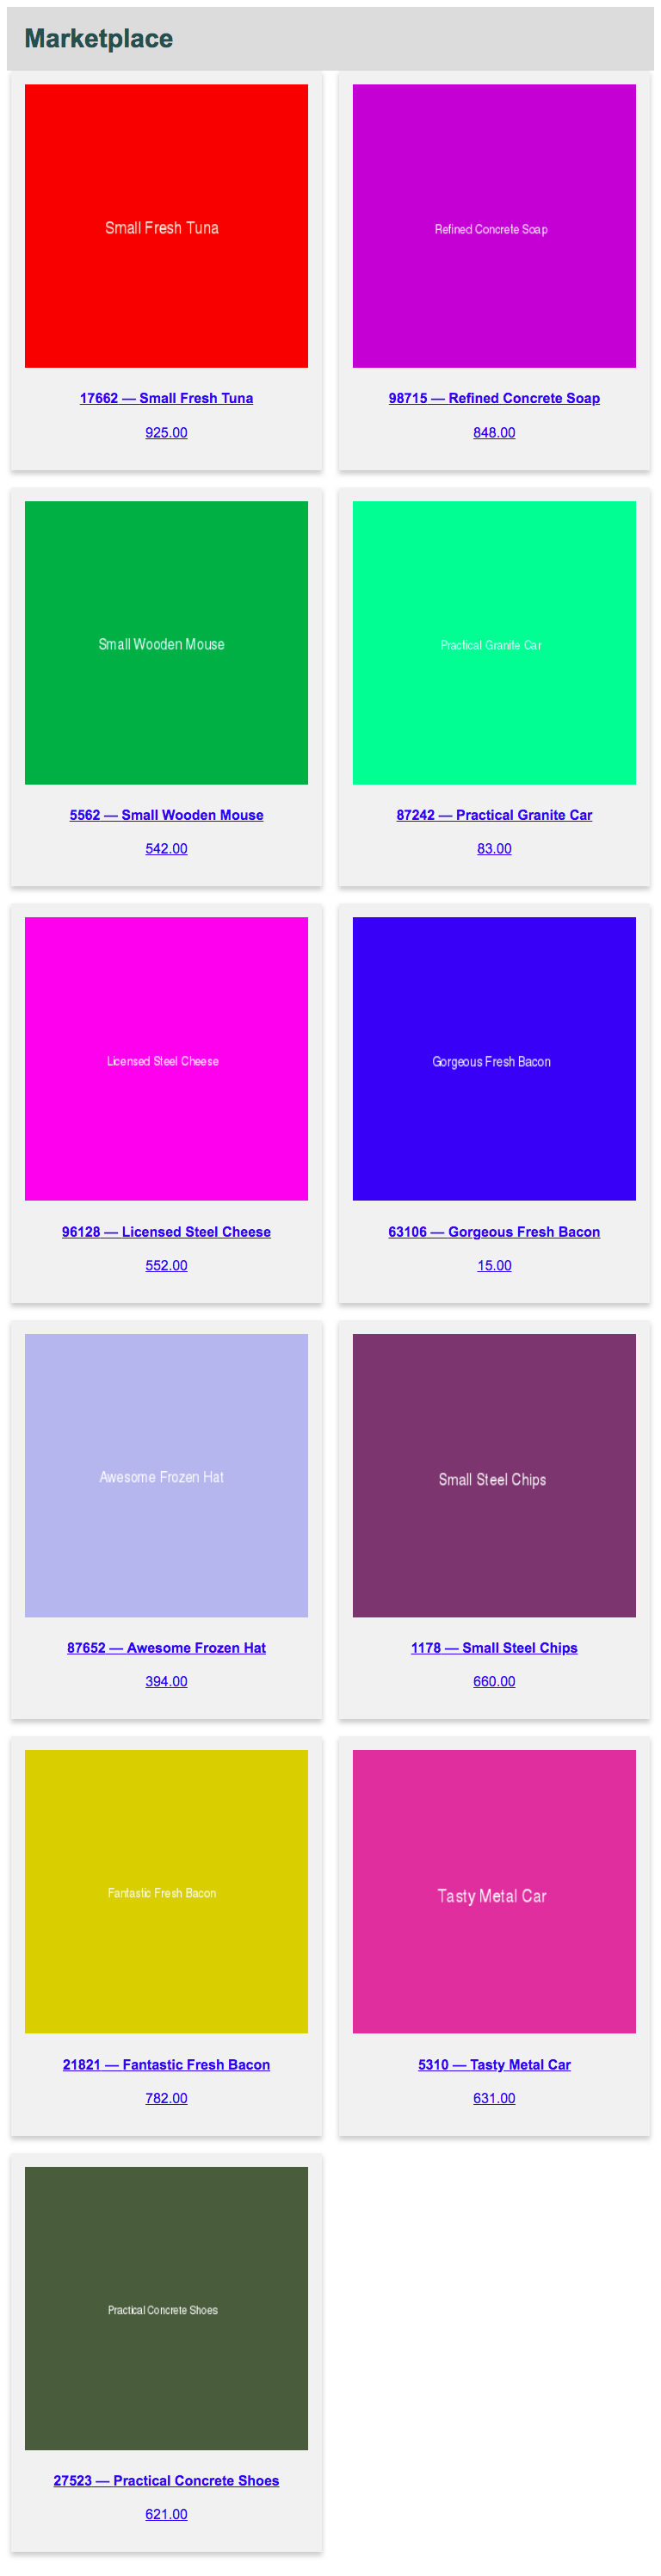 Marketplace
Small Fresh Tuna
17662 — Small Fresh Tuna
925.00
Refined Concrete Soap
98715 — Refined Concrete Soap
848.00
Small Wooden Mouse
5562 — Small Wooden Mouse
542.00
Practical Granite Car
87242 — Practical Granite Car
83.00
Licensed Steel Cheese
96128 — Licensed Steel Cheese
552.00
Gorgeous Fresh Bacon
63106 — Gorgeous Fresh Bacon
15.00
Awesome Frozen Hat
87652 — Awesome Frozen Hat
394.00
Small Steel Chips
1178 — Small Steel Chips
660.00
Fantastic Fresh Bacon
21821 — Fantastic Fresh Bacon
782.00
Tasty Metal Car
5310 — Tasty Metal Car
631.00
Practical Concrete Shoes
27523 — Practical Concrete Shoes
621.00